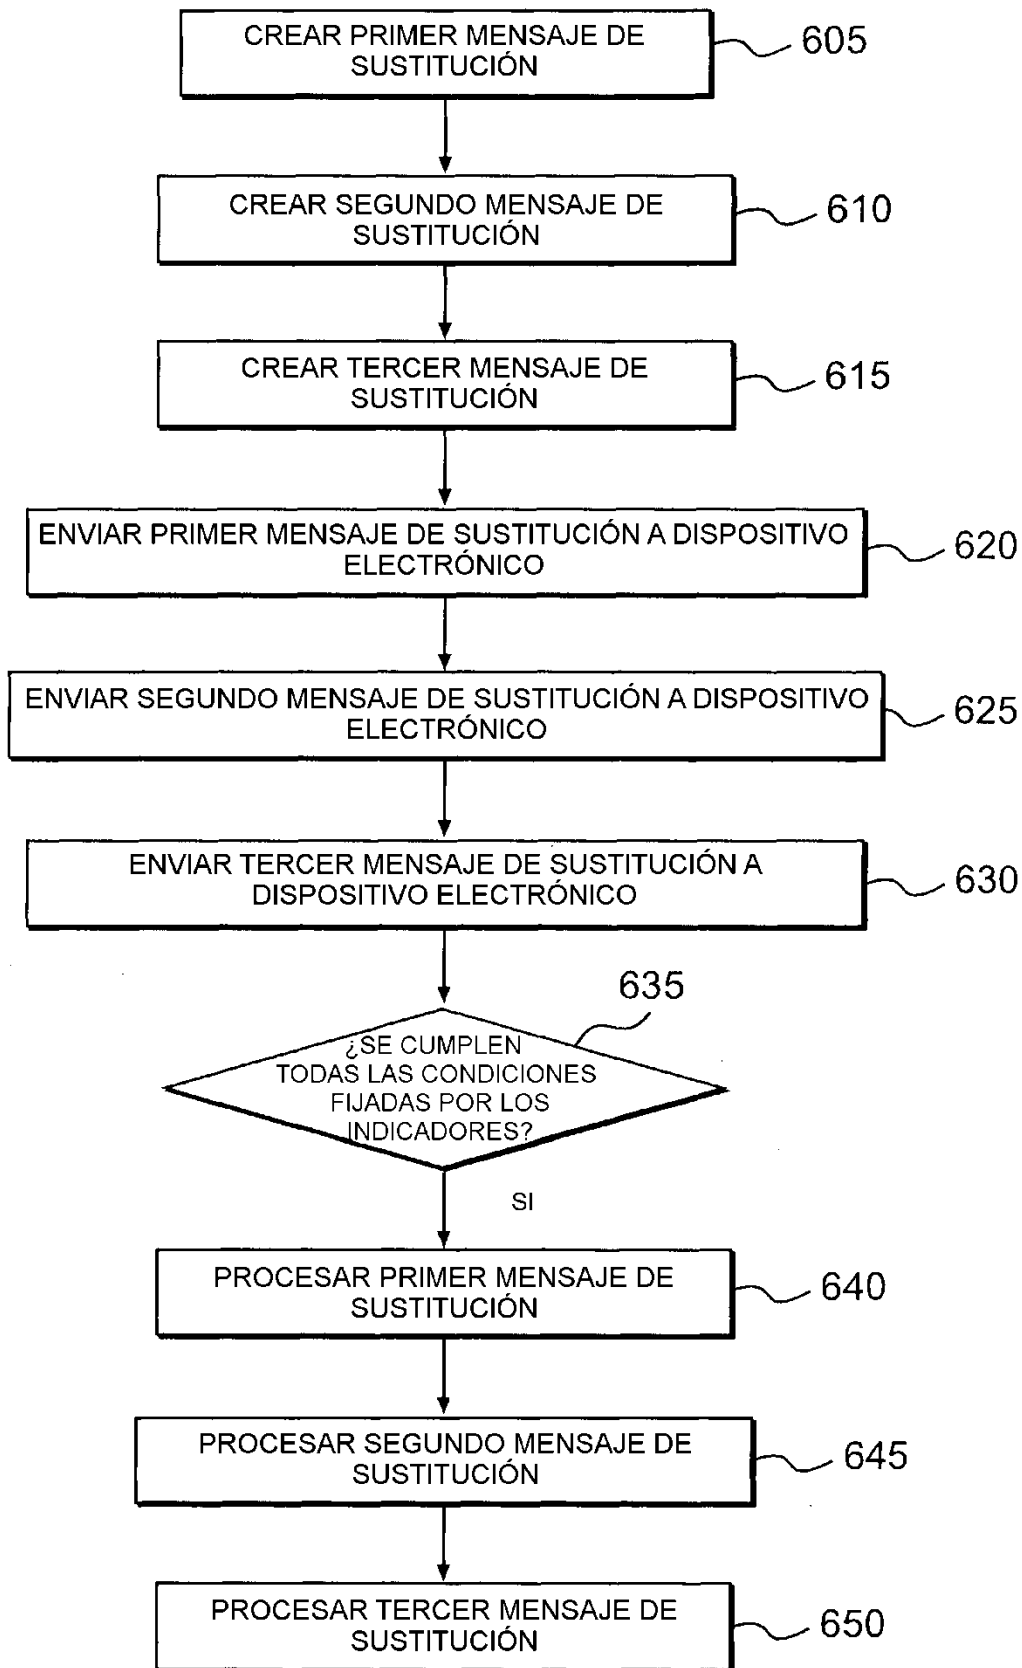 CREAR PRIMER MENSAJE DE
SUSTITUCIÓN
605
CREAR SEGUNDO MENSAJE DE
SUSTITUCIÓN
610
CREAR TERCER MENSAJE DE
SUSTITUCIÓN
615
ENVIAR PRIMER MENSAJE DE SUSTITUCIÓN A DISPOSITIVO
ELECTRÓNICO
620
ENVIAR SEGUNDO MENSAJE DE SUSTITUCIÓN A DISPOSITIVO
ELECTRÓNICO
625
ENVIAR TERCER MENSAJE DE SUSTITUCIÓN A
DISPOSITIVO ELECTRÓNICO
630
635
¿SE CUMPLEN
TODAS LAS CONDICIONES
FIJADAS POR LOS
INDICADORES?
SI
PROCESAR PRIMER MENSAJE DE
SUSTITUCIÓN
640
PROCESAR SEGUNDO MENSAJE DE
SUSTITUCIÓN
645
PROCESAR TERCER MENSAJE DE
SUSTITUCIÓN
650